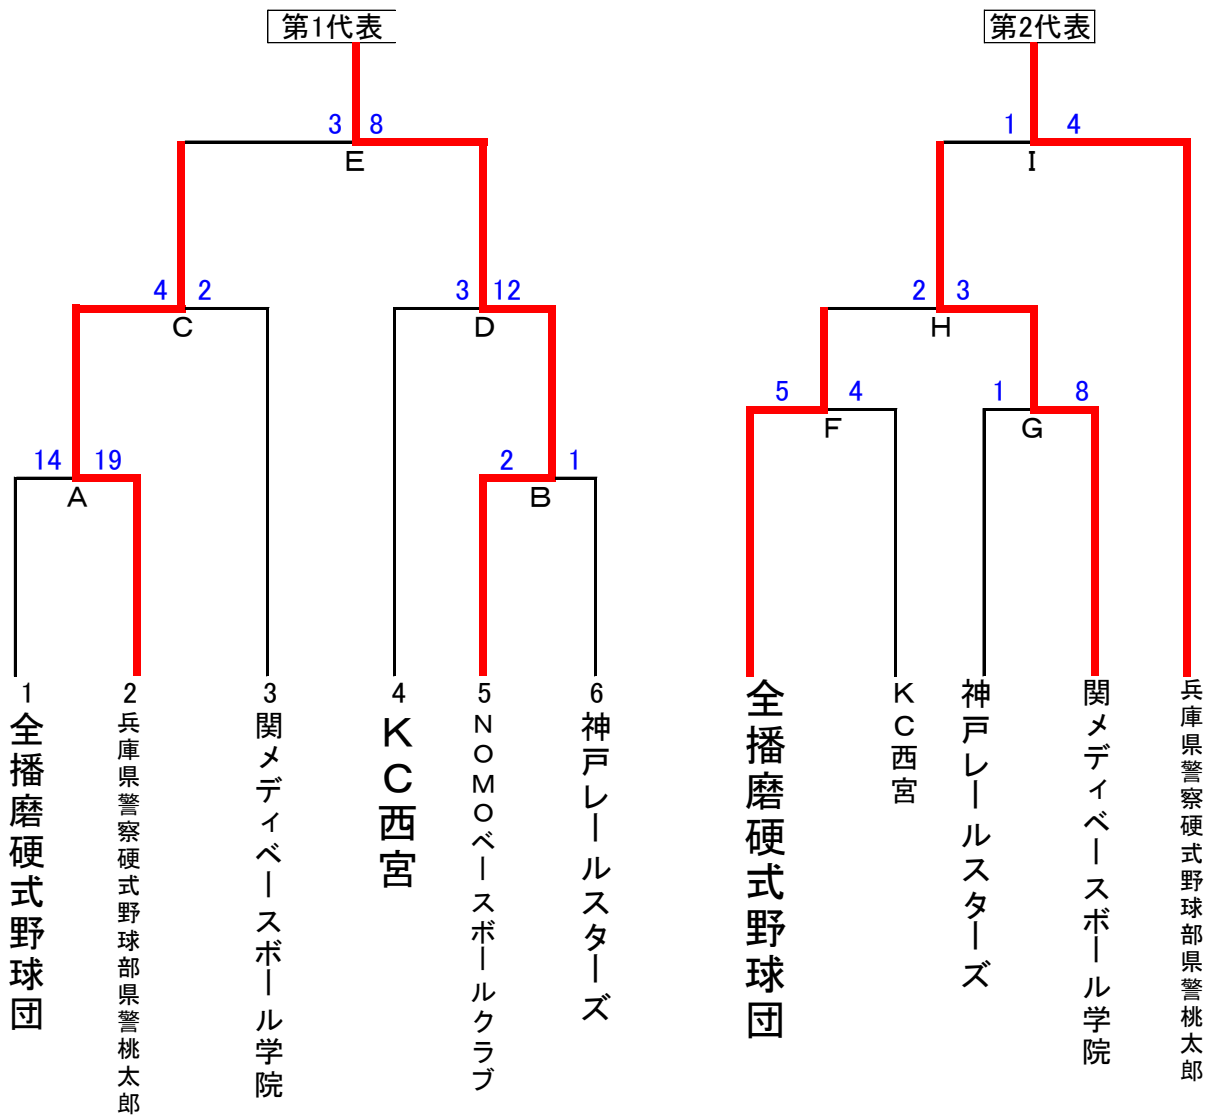 第1代表
第2代表
3 8
E
1 4
I
4 2
C
3 12
D
2 3
H
5 4
F
1 8
G
14 19
A
2 1
B
1 全播磨硬式野球団
2 兵庫県警察硬式野球部県警桃太郎
3 関メディベースボール学院
4 KC西宮
5 NOMOベースボールクラブ
6 神戸レールスターズ
全播磨硬式野球団
KC西宮
神戸レールスターズ
関メディベースボール学院
兵庫県警察硬式野球部県警桃太郎